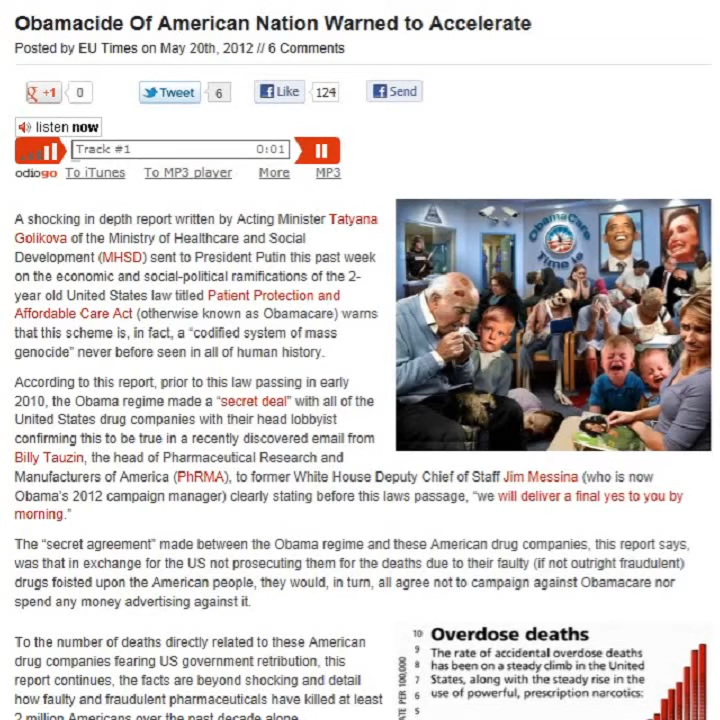 Obamacide Of American Nation Warned to Accelerate
Posted by EU Times on May 20th, 2012 // 6 Comments
+1 0 Tweet 6 Like 124 Send
listen now
Track #1 0:01
odiogo To iTunes To MP3 player More MP3
A shocking in depth report written by Acting Minister Tatyana
Golikova of the Ministry of Healthcare and Social
Development (MHSD) sent to President Putin this past week
on the economic and social-political ramifications of the 2-
year old United States law titled Patient Protection and
Affordable Care Act (otherwise known as Obamacare) warns
that this scheme is, in fact, a “codified system of mass
genocide” never before seen in all of human history.
ObamaCare
Time is
According to this report, prior to this law passing in early
2010, the Obama regime made a “secret deal” with all of the
United States drug companies with their head lobbyist
confirming this to be true in a recently discovered email from
Billy Tauzin, the head of Pharmaceutical Research and
Manufacturers of America (PhRMA), to former White House Deputy Chief of Staff Jim Messina (who is now
Obama's 2012 campaign manager) clearly stating before this laws passage, “we will deliver a final yes to you by
morning.”
The “secret agreement” made between the Obama regime and these American drug companies, this report says,
was that in exchange for the US not prosecuting them for the deaths due to their faulty (if not outright fraudulent)
drugs foisted upon the American people, they would, in turn, all agree not to campaign against Obamacare nor
spend any money advertising against it.
To the number of deaths directly related to these American
drug companies fearing US government retribution, this
report continues, the facts are beyond shocking and detail
how faulty and fraudulent pharmaceuticals have killed at least
2 million Americans over the past decade alone
10
9
8
7
6
5
PER 100,000
Overdose deaths
The rate of accidental overdose deaths
has been on a steady climb in the United
States, along with the steady rise in the
use of powerful, prescription narcotics: